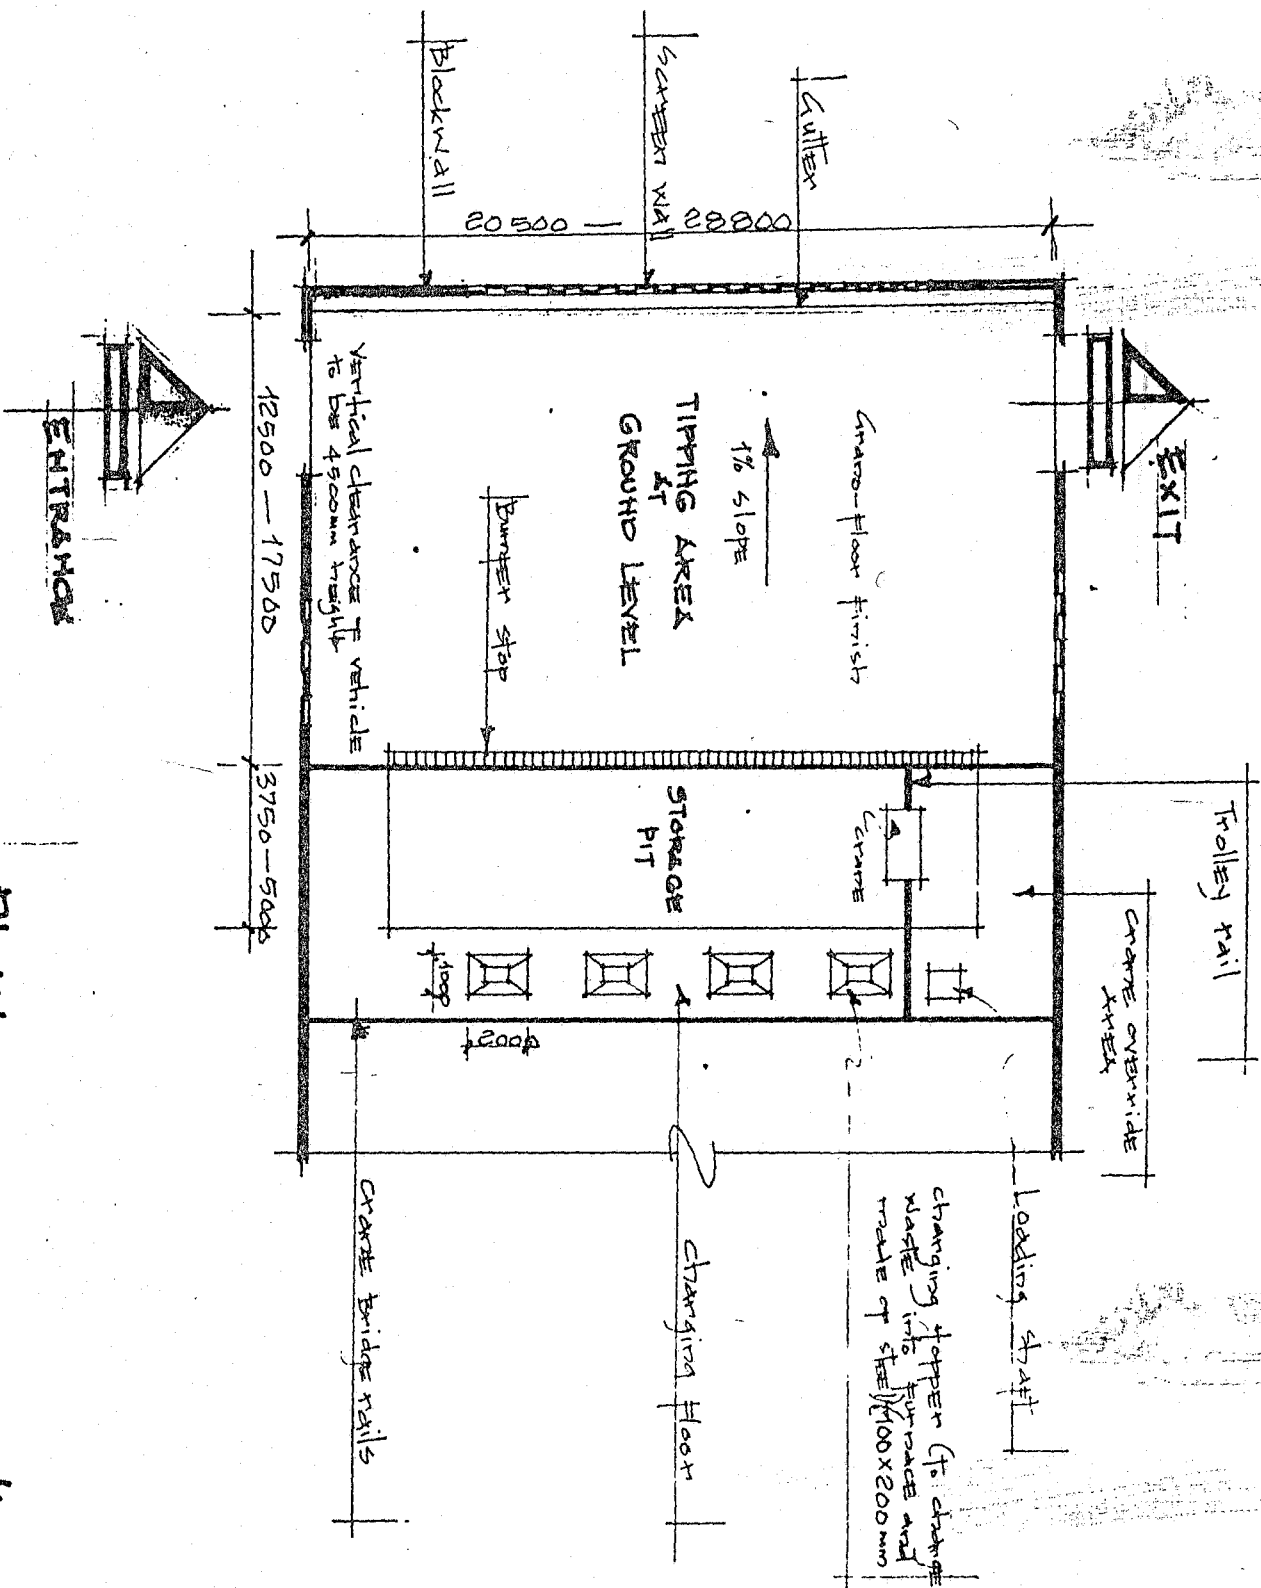 Trolley rail
crane override
AREA
Loading shaft
charging hopper (to charge
waste into furnace and
made of steel)(1100X200mm
EXIT
Grano-floor finish
1% slope
TIPPING AREA
AT
GROUND LEVEL
Bumper stop
Vertical clearance of vehicle
to be 4500mm height
crane
STORAGE
PIT
1000
1200
charging floor
crane bridge rails
Gutter
screen wall
Blockwall
20500 — 28800
12500 — 17500
3750 — 5000
ENTRANCE